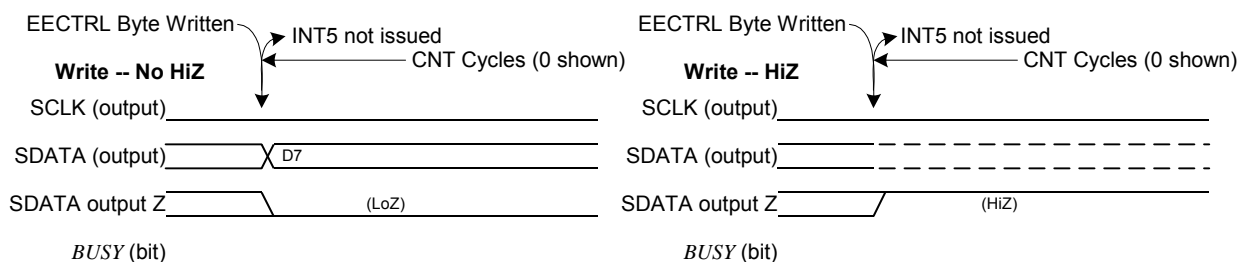 EECTRL Byte Written
INT5 not issued
CNT Cycles (0 shown)
Write -- No HiZ
SCLK (output)
SDATA (output)
D7
SDATA output Z
(LoZ)
BUSY (bit)
EECTRL Byte Written
INT5 not issued
CNT Cycles (0 shown)
Write -- HiZ
SCLK (output)
SDATA (output)
SDATA output Z
(HiZ)
BUSY (bit)